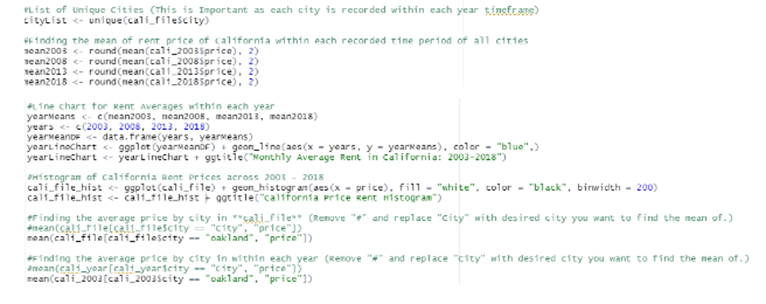 #List of Unique Cities (This is Important as each city is recorded within each year timeframe)
cityList <- unique(cali_file$city)
#Finding the mean of rent price of California within each recorded time period of all cities
mean2003 <- round(mean(cali_2003$price), 2)
mean2008 <- round(mean(cali_2008$price), 2)
mean2013 <- round(mean(cali_2013$price), 2)
mean2018 <- round(mean(cali_2018$price), 2)
#Line Chart for Rent Averages within each year
yearMeans <- c(mean2003, mean2008, mean2013, mean2018)
years <- c(2003, 2008, 2013, 2018)
yearMeanDF <- data.frame(years, yearMeans)
yearLineChart <- ggplot(yearMeanDF) + geom_line(aes(x = years, y = yearMeans), color = "blue",)
yearLineChart <- yearLineChart + ggtitle("Monthly Average Rent in California: 2003-2018")
#Histogram of California Rent Prices across 2003 - 2018
cali_file_hist <- ggplot(cali_file) + geom_histogram(aes(x = price), fill = "white", color = "black", binwidth = 200)
cali_file_hist <- cali_file_hist + ggtitle("California Price Rent Histogram")
#Finding the average price by city in **cali_file** (Remove "#" and replace "City" with desired city you want to find the mean of.)
#mean(cali_file[cali_file$city == "City", "price"])
mean(cali_file[cali_file$city == "oakland", "price"])
#Finding the average price by city in within each year (Remove "#" and replace "City" with desired city you want to find the mean of.)
#mean(cali_year[cali_year$city == "City", "price"])
mean(cali_2003[cali_2003$city == "oakland", "price"])